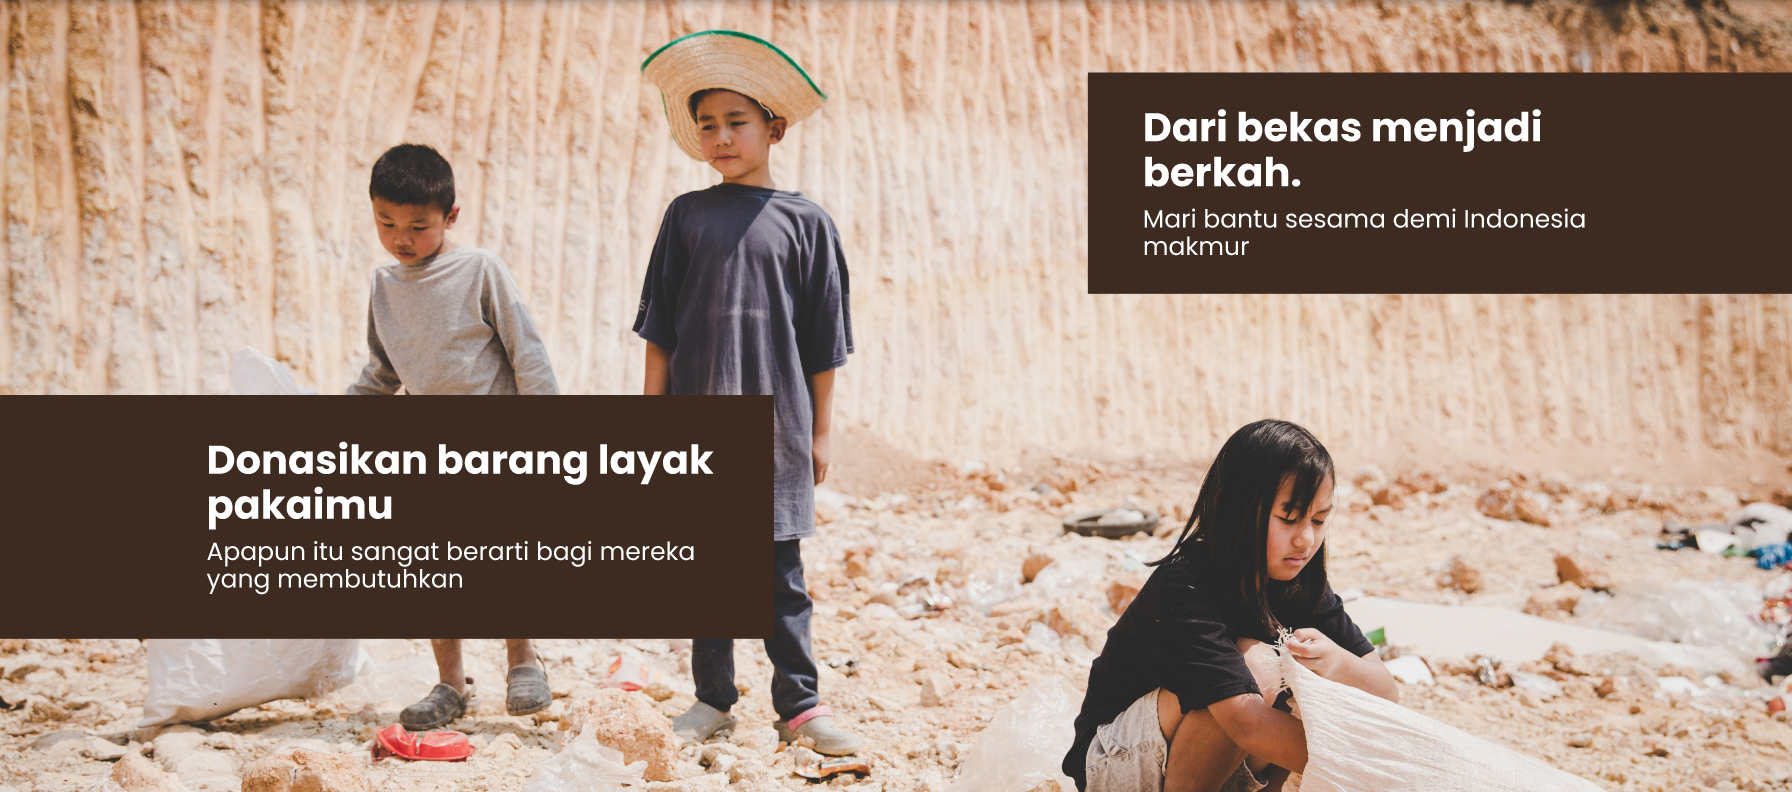 Dari bekas menjadi
berkah.
Mari bantu sesama demi Indonesia
makmur
Donasikan barang layak
pakaimu
Apapun itu sangat berarti bagi mereka
yang membutuhkan